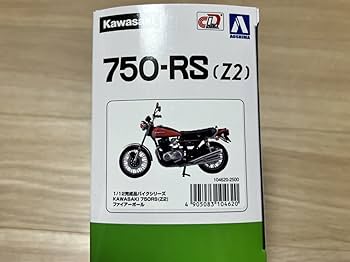 Kawasaki
AOSHIMA
750-RS (Z2)
104620-2500
1/12完成品バイクシリーズ
KAWASAKI 750RS(Z2)
ファイアーボール
4 905083 104620